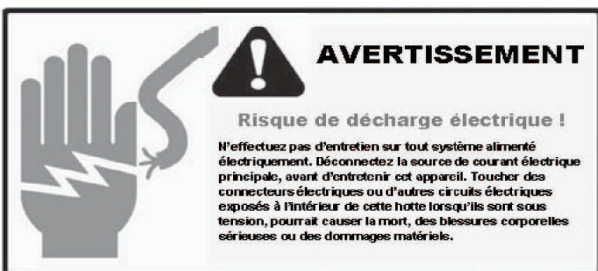 AVERTISSEMENT
Risque de décharge électrique !
N'effectuez pas d'entretien sur tout système alimenté
électriquement. Déconnectez la source de courant électrique
principale, avant d'entretenir cet appareil. Toucher des
connecteurs électriques ou d'autres circuits électriques
exposés à l'intérieur de cette hotte lorsqu'ils sont sous
tension, pourrait causer la mort, des blessures corporelles
sérieuses ou des dommages matériels.